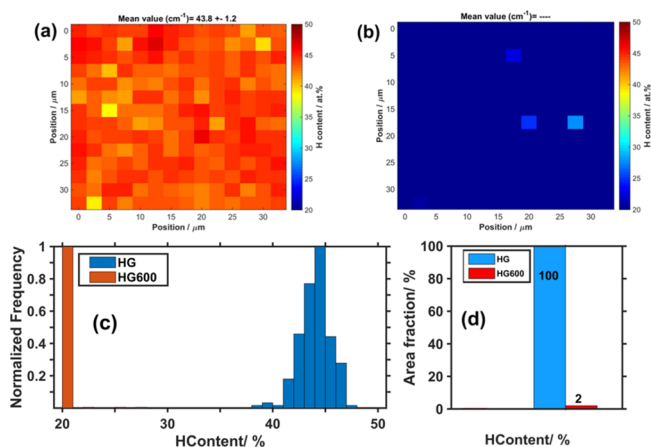 Mean value (cm⁻¹)= 43.8 +- 1.2
(a)
Position / μm
0
5
10
15
20
25
30
0 5 10 15 20 25 30
Position / μm
50
45
40
35
30
25
20
H content / at.%
Mean value (cm⁻¹)= ----
(b)
Position / μm
0
5
10
15
20
25
30
0 5 10 15 20 25 30
Position / μm
50
45
40
35
30
25
20
H content / at.%
Normalized Frequency
1
0.8
0.6
0.4
0.2
HG
HG600
(c)
20 30 40 50
HContent/ %
Area fraction/ %
100
80
60
40
20
0
HG
HG600
100
(d)
2
HContent/ %